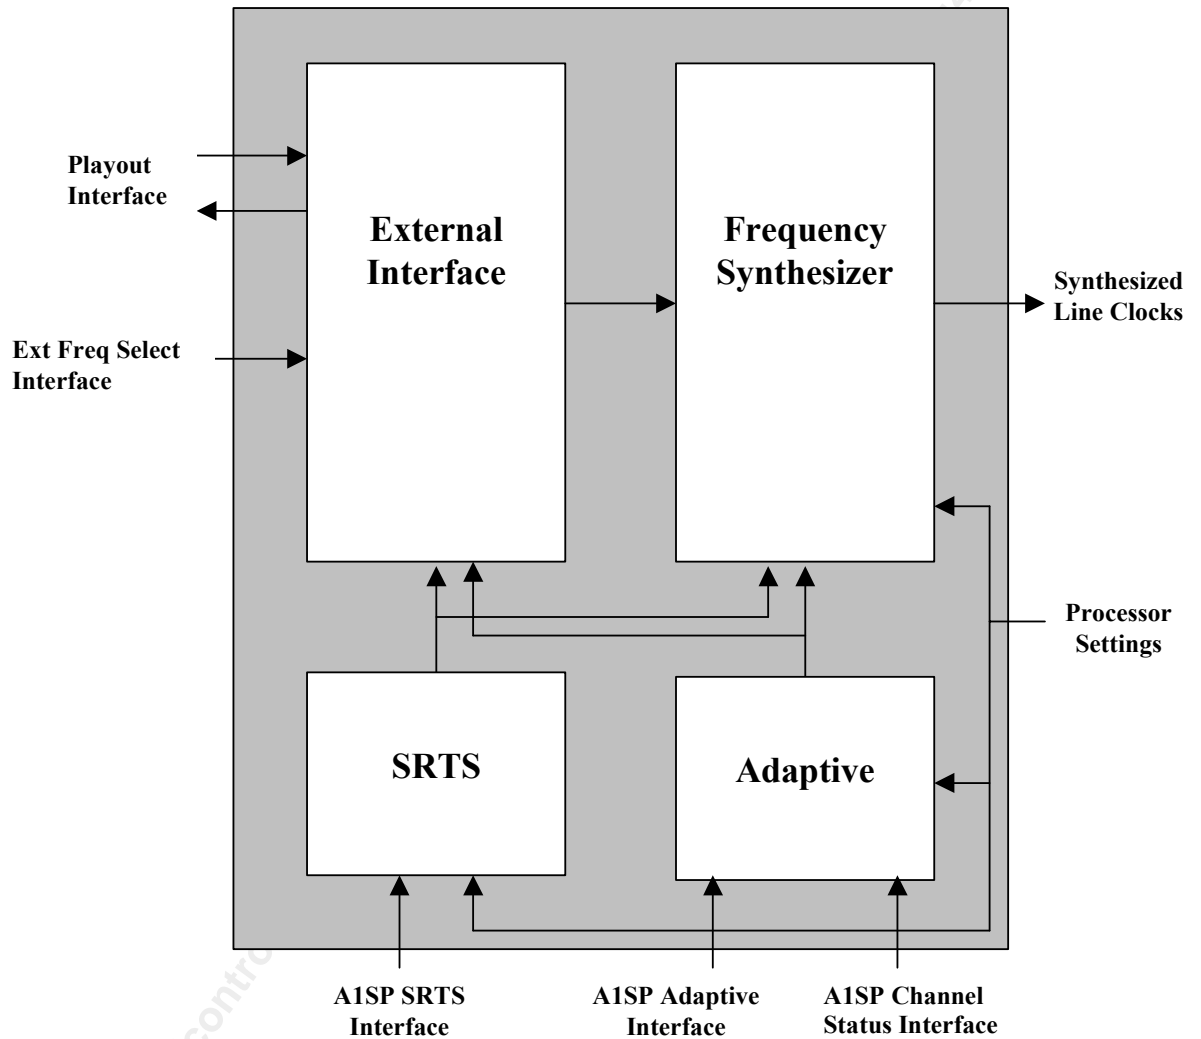 External
Interface
Frequency
Synthesizer
Playout
Interface
Ext Freq Select
Interface
Synthesized
Line Clocks
Processor
Settings
SRTS
Adaptive
A1SP SRTS
Interface
A1SP Adaptive
Interface
A1SP Channel
Status Interface